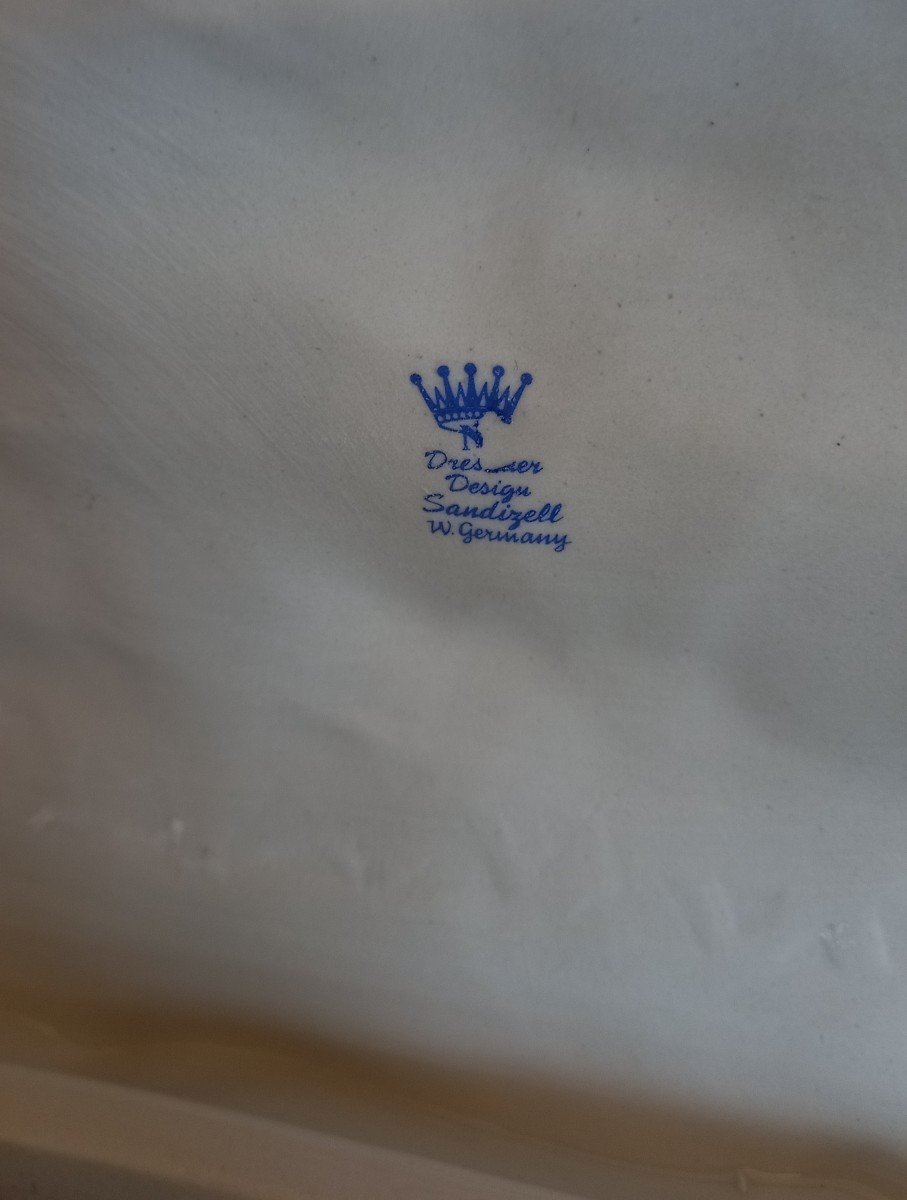 N
Design
Sandizell
W. Germany